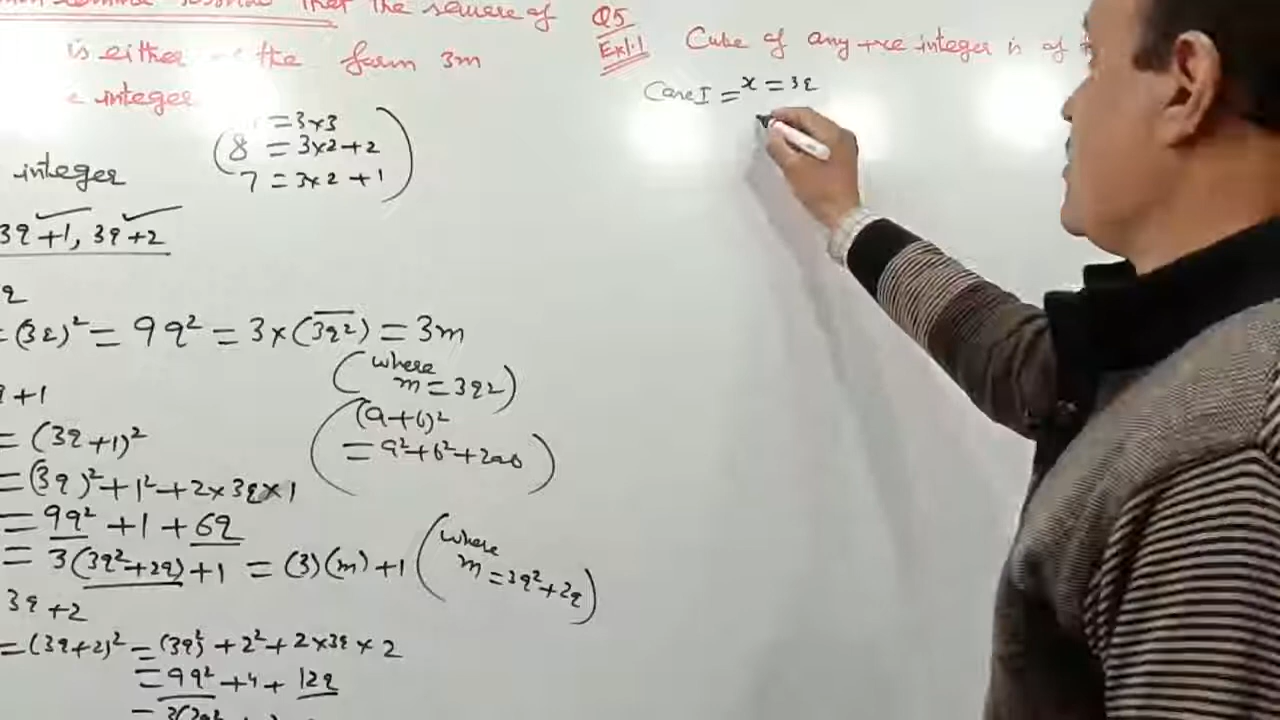 that the square of
is either the form 3m
integer
= 3×3
8 = 3×2+2
7 = 3×2+1
integer
3q+1, 3q+2
q
= (3q)² = 9q² = 3×(3q²) = 3m
(where
m = 3q²)
+1
(a+b)²
= a²+b²+2ab
= (3q+1)²
= (3q)²+1²+2×3q×1
= 9q² +1 + 6q
= 3(3q²+2q)+1 = (3)(m)+1 (where
m = 3q²+2q)
3q+2
= (3q+2)² = (3q)² + 2² + 2×3q×2
= 9q² +4+ 12q
Q5
Ex1.1 Cube of any +ve integer is of
Case I = x = 3q